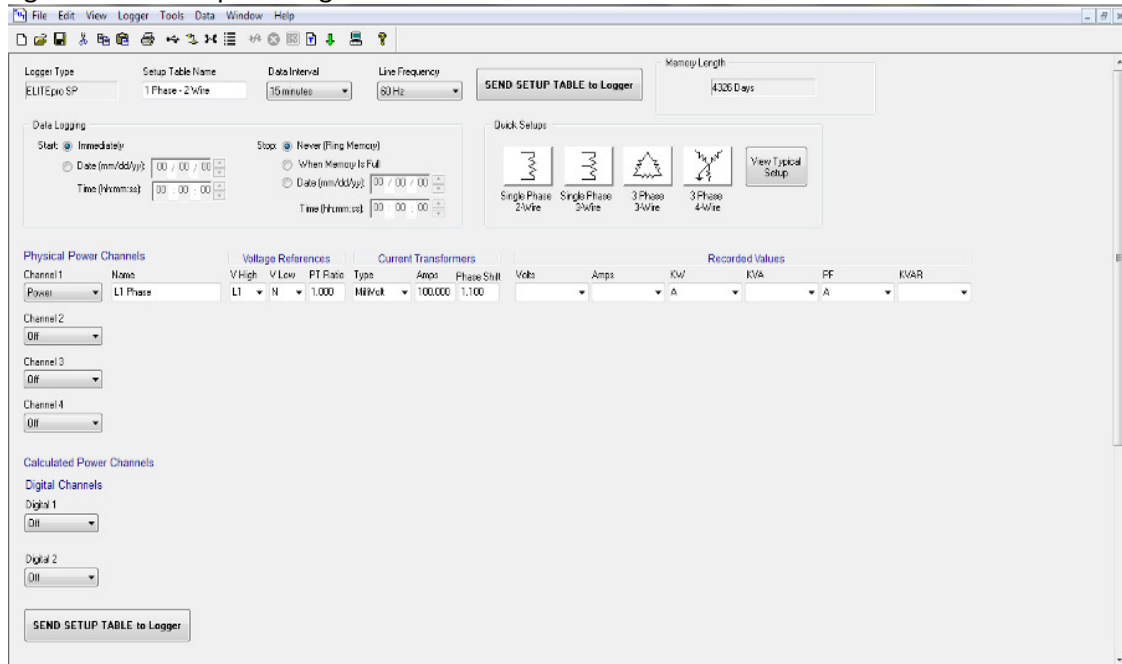 File Edit View Logger Tools Data Window Help
Logger Type Setup Table Name Data Interval Line Frequency Memory Length
ELITEpro SP 1 Phase - 2 Wire 15 minutes 60 Hz SEND SETUP TABLE to Logger 4326 Days
Data Logging Quick Setups
Start: Immediately Stop: Never (Ring Memory)
Date (mm/dd/yy): 00 / 00 / 00 When Memory Is Full
Time (hh:mm:ss): 00 : 00 : 00 Date (mm/dd/yy): 00 / 00 / 00
Time (hh:mm:ss): 00 : 00 : 00
View Typical Setup
Single Phase 2-Wire Single Phase 3-Wire 3 Phase 3-Wire 3 Phase 4-Wire
Physical Power Channels Voltage References Current Transformers Recorded Values
Channel 1 Name V High V Low PT Ratio Type Amps Phase Shift Volts Amps KW KVA PF KVAR
Power L1 Phase L1 N 1.000 MilliVolt 100.000 1.100 A A
Channel 2
Off
Channel 3
Off
Channel 4
Off
Calculated Power Channels
Digital Channels
Digital 1
Off
Digital 2
Off
SEND SETUP TABLE to Logger